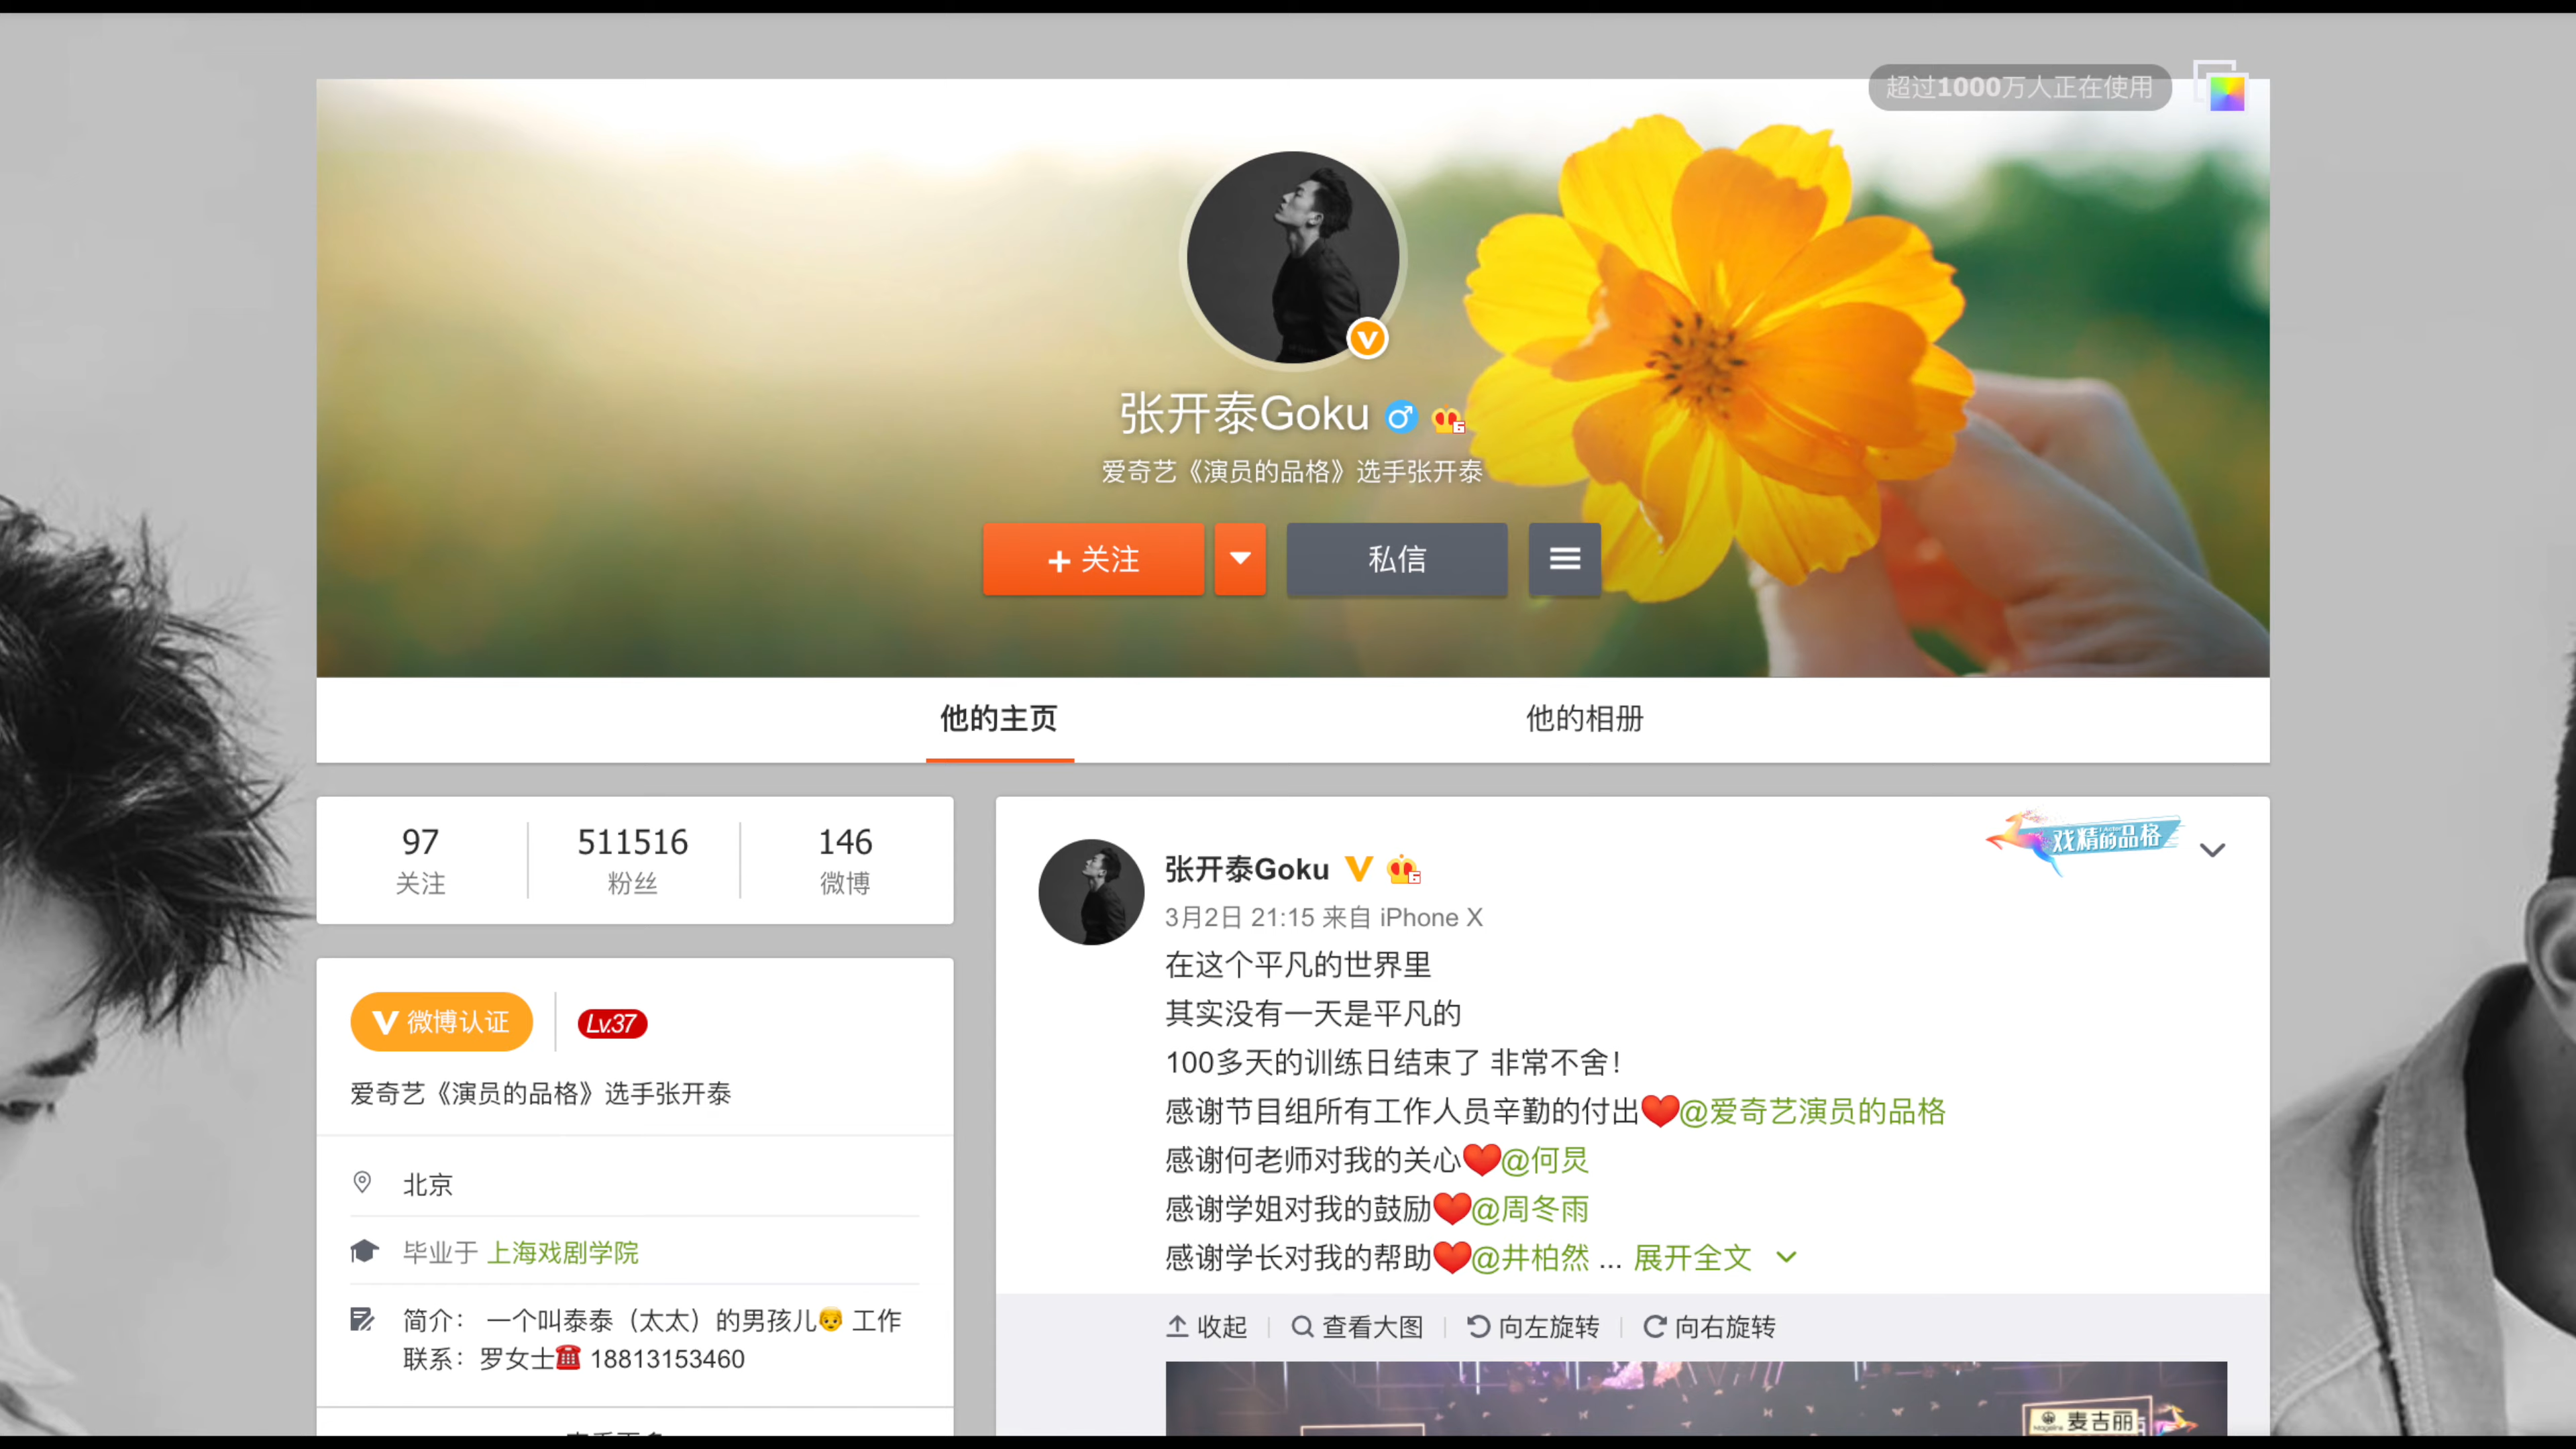 超过1000万人正在使用
张开泰Goku
爱奇艺《演员的品格》选手张开泰
+ 关注
私信
他的主页
他的相册
97
关注
511516
粉丝
146
微博
V 微博认证
Lv.37
爱奇艺《演员的品格》选手张开泰
北京
毕业于 上海戏剧学院
简介： 一个叫泰泰（太太）的男孩儿👨 工作
联系：罗女士☎️ 18813153460
戏精的品格
张开泰Goku
3月2日 21:15 来自 iPhone X
在这个平凡的世界里
其实没有一天是平凡的
100多天的训练日结束了 非常不舍！
感谢节目组所有工作人员辛勤的付出❤️@爱奇艺演员的品格
感谢何老师对我的关心❤️@何炅
感谢学姐对我的鼓励❤️@周冬雨
感谢学长对我的帮助❤️@井柏然 ... 展开全文
收起
查看大图
向左旋转
向右旋转
麦吉丽